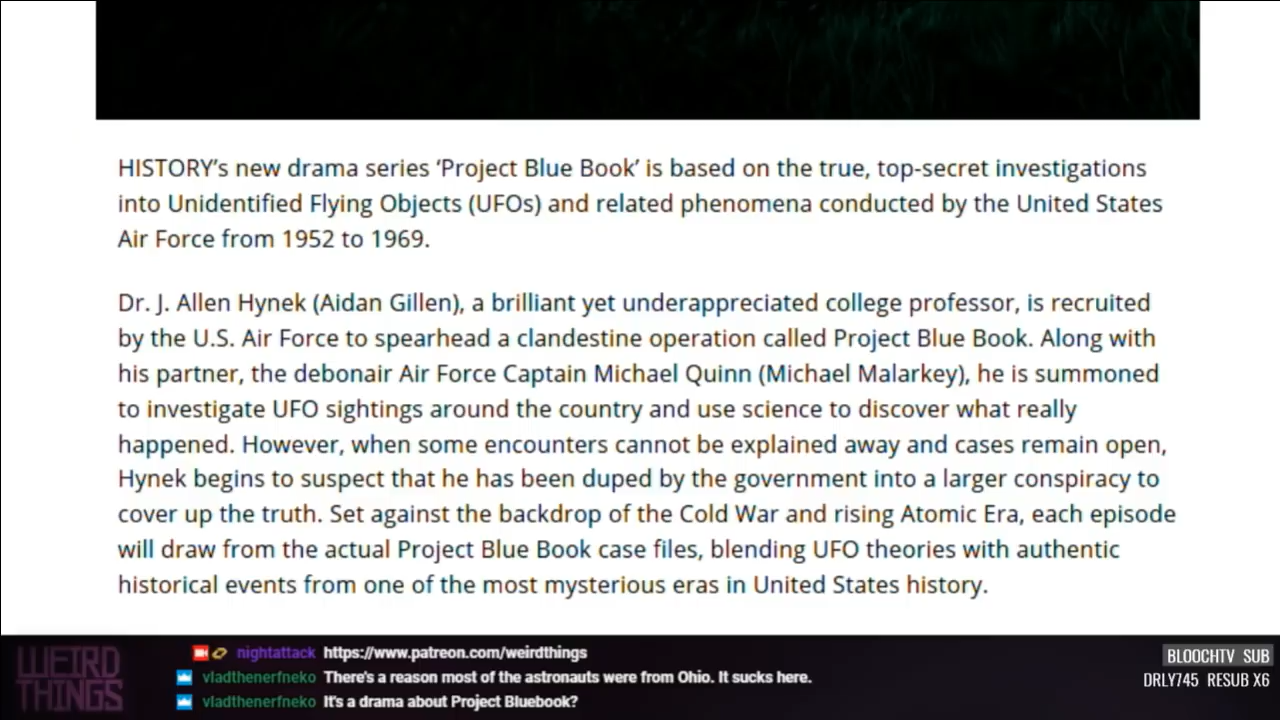 HISTORY's new drama series ‘Project Blue Book’ is based on the true, top-secret investigations
into Unidentified Flying Objects (UFOs) and related phenomena conducted by the United States
Air Force from 1952 to 1969.
Dr. J. Allen Hynek (Aidan Gillen), a brilliant yet underappreciated college professor, is recruited
by the U.S. Air Force to spearhead a clandestine operation called Project Blue Book. Along with
his partner, the debonair Air Force Captain Michael Quinn (Michael Malarkey), he is summoned
to investigate UFO sightings around the country and use science to discover what really
happened. However, when some encounters cannot be explained away and cases remain open,
Hynek begins to suspect that he has been duped by the government into a larger conspiracy to
cover up the truth. Set against the backdrop of the Cold War and rising Atomic Era, each episode
will draw from the actual Project Blue Book case files, blending UFO theories with authentic
historical events from one of the most mysterious eras in United States history.
WEIRD
THINGS
nightattack https://www.patreon.com/weirdthings
vladthenerfneko There's a reason most of the astronauts were from Ohio. It sucks here.
vladthenerfneko It's a drama about Project Bluebook?
BLOOCHTV SUB
DRLY745 RESUB X6